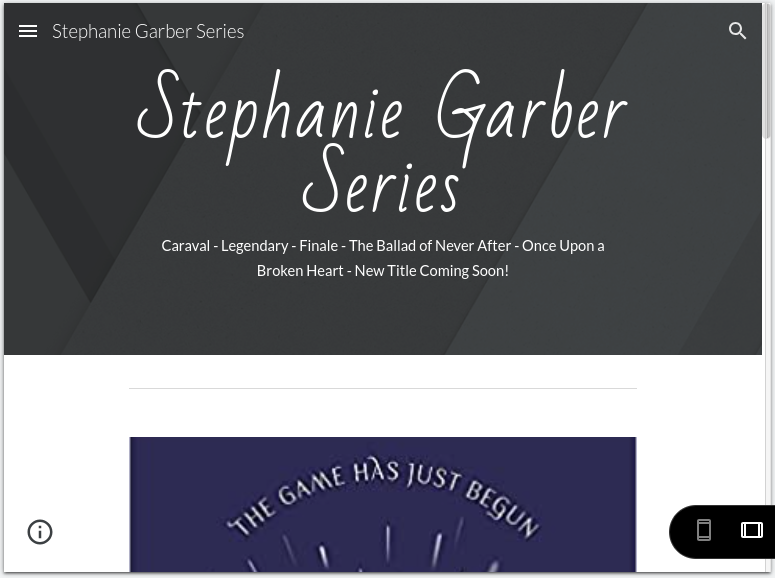 Stephanie Garber Series
Stephanie Garber
Series
Caraval - Legendary - Finale - The Ballad of Never After - Once Upon a
Broken Heart - New Title Coming Soon!
THE GAME HAS JUST BEGUN